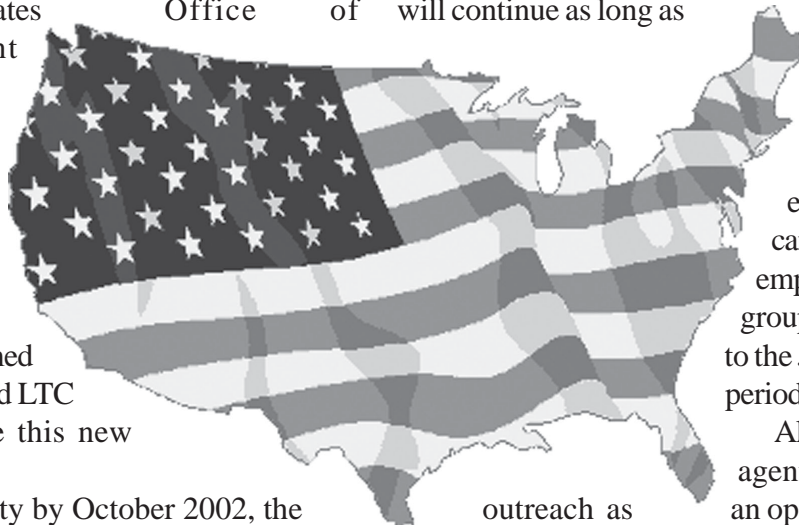 ates Office of
nt
ned
d LTC
e this new
ty by October 2002, the
will continue as long as
outreach as
e
ca
emp
group
to the
period
Al
agen
an op